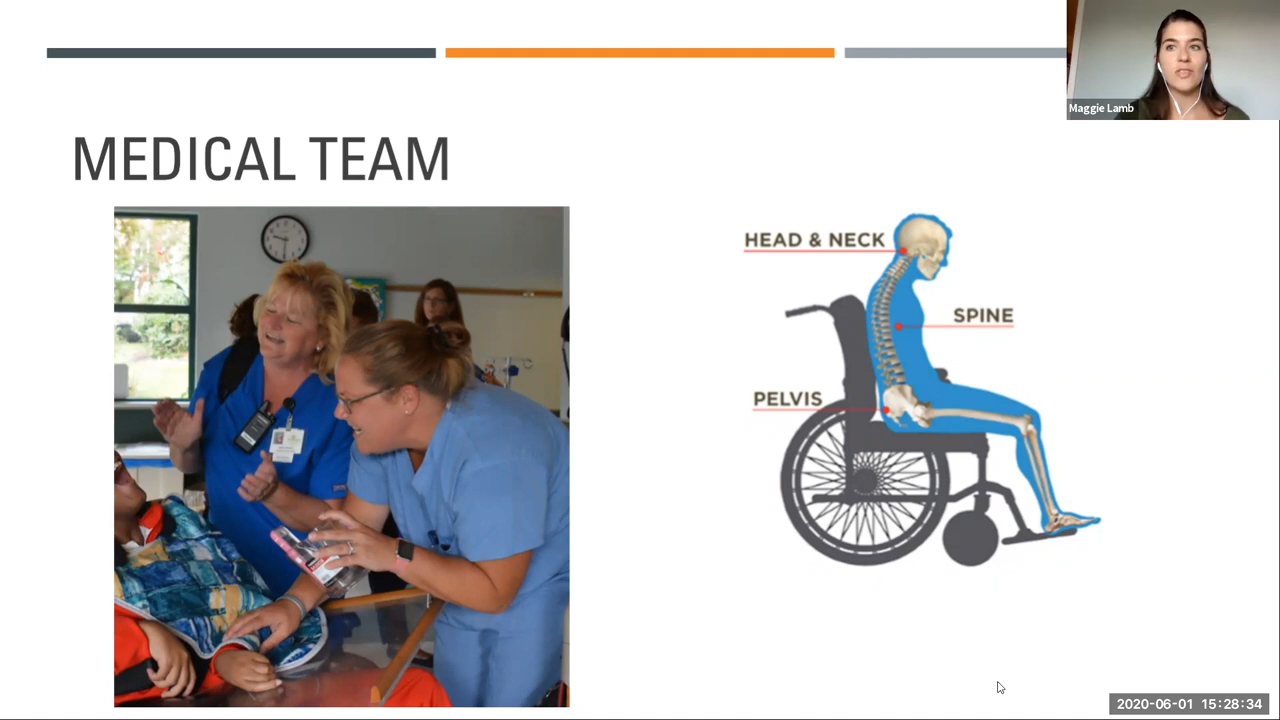 Maggie Lamb
MEDICAL TEAM
HEAD & NECK
SPINE
PELVIS
2020-06-01 15:28:34